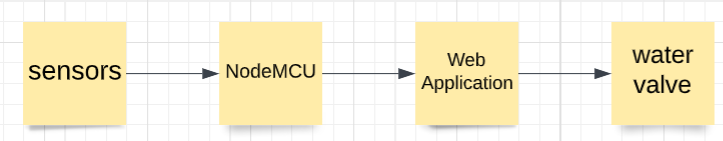 sensors
NodeMCU
Web
Application
water
valve